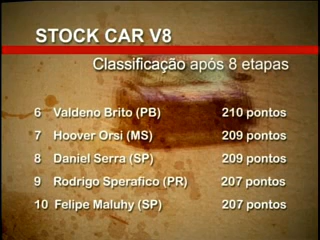 STOCK CAR V8
Classificação após 8 etapas
6 Valdeno Brito (PB) 210 pontos
7 Hoover Orsi (MS) 209 pontos
8 Daniel Serra (SP) 209 pontos
9 Rodrigo Sperafico (PR) 207 pontos
10 Felipe Maluhy (SP) 207 pontos